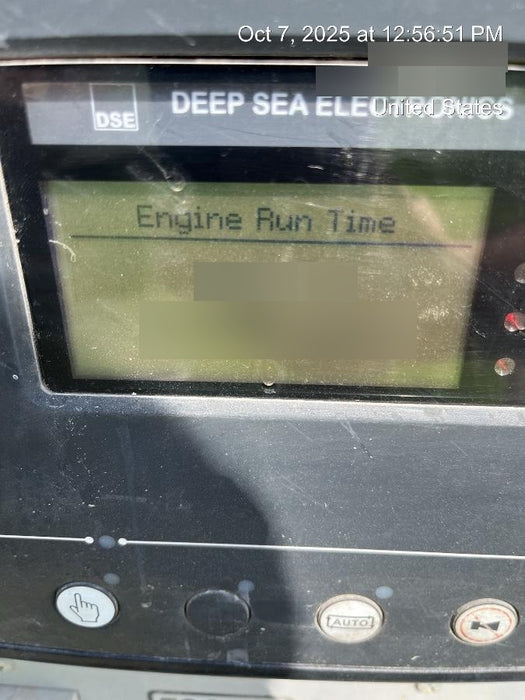 Oct 7, 2025 at 12:56:51 PM
United States
DSE
DEEP SEA ELECTRONICS
Engine Run Time
AUTO